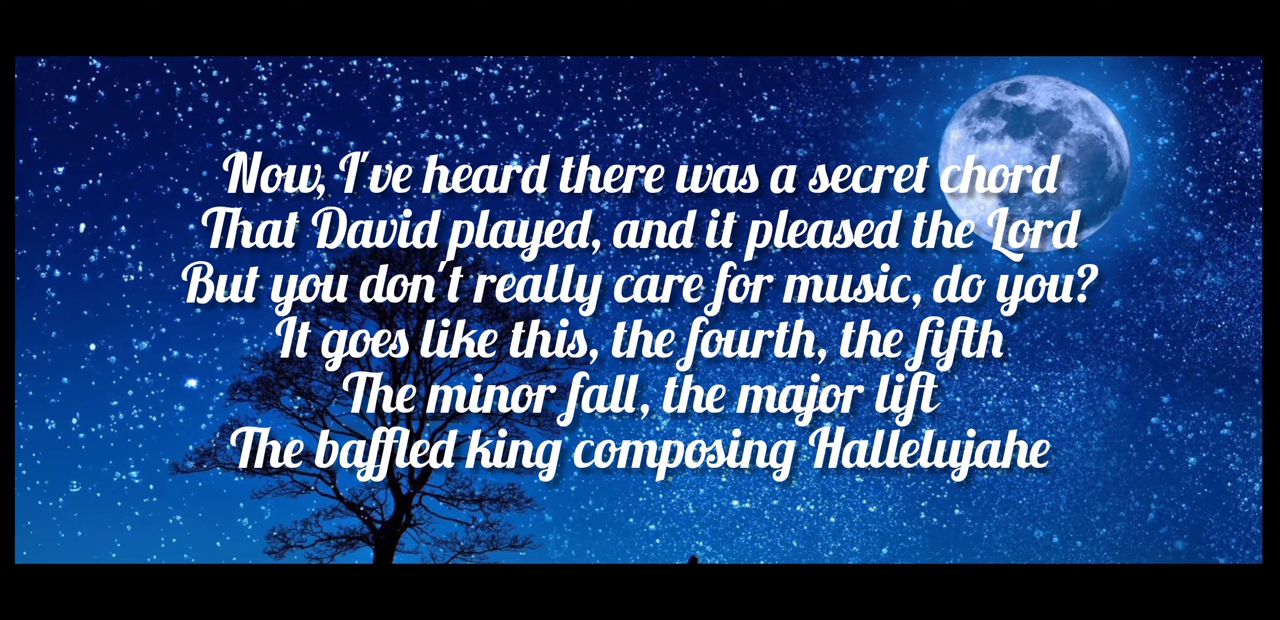 Now, I've heard there was a secret chord
That David played, and it pleased the Lord
But you don't really care for music, do you?
It goes like this, the fourth, the fifth
The minor fall, the major lift
The baffled king composing Hallelujahe